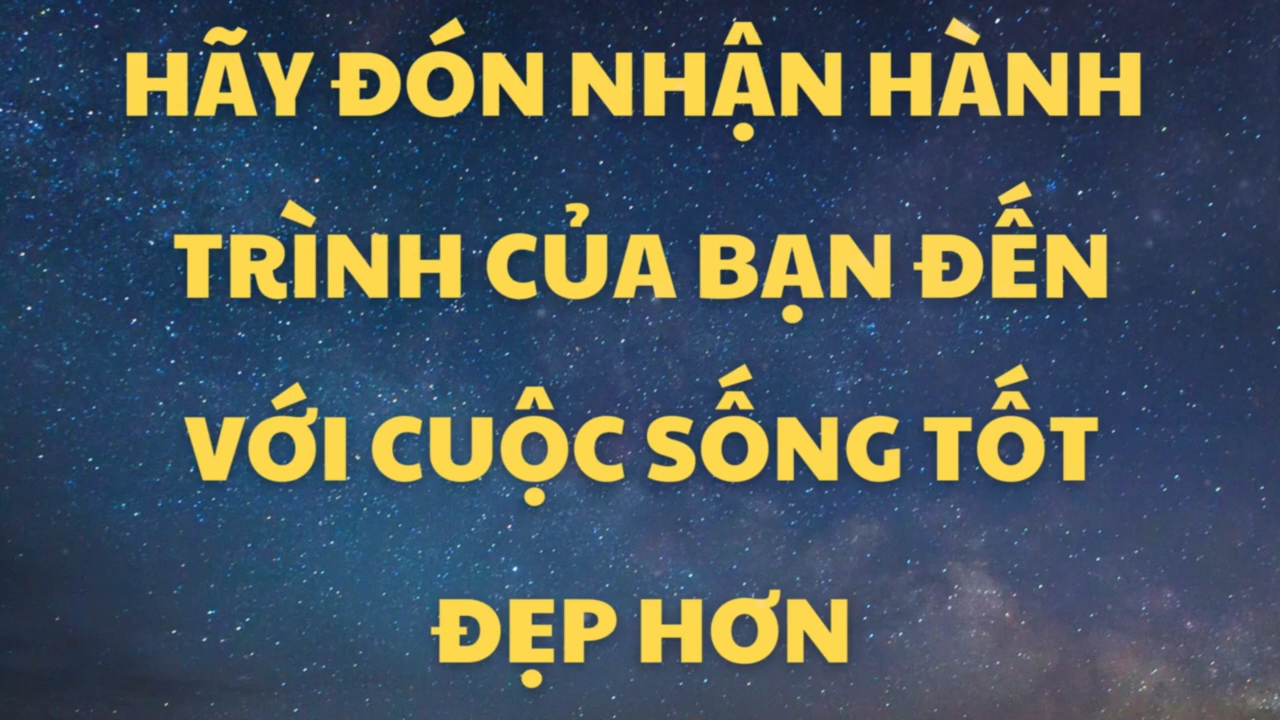 HÃY ĐÓN NHẬN HÀNH
TRÌNH CỦA BẠN ĐẾN
VỚI CUỘC SỐNG TỐT
ĐẸP HƠN